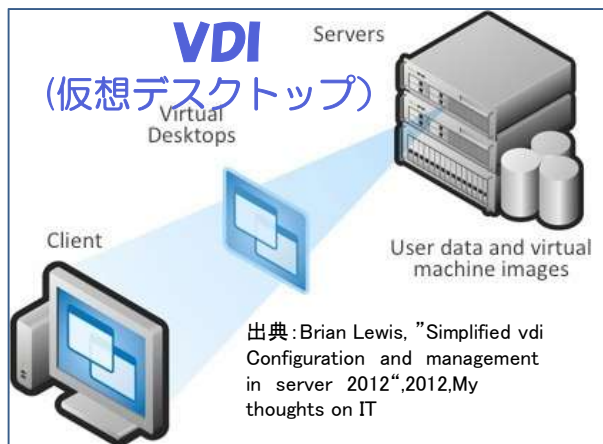 VDI
(仮想デスクトップ)
Servers
Virtual
Desktops
Client
User data and virtual
machine images
出典:Brian Lewis, ”Simplified vdi
Configuration and management
in server 2012“,2012,My
thoughts on IT